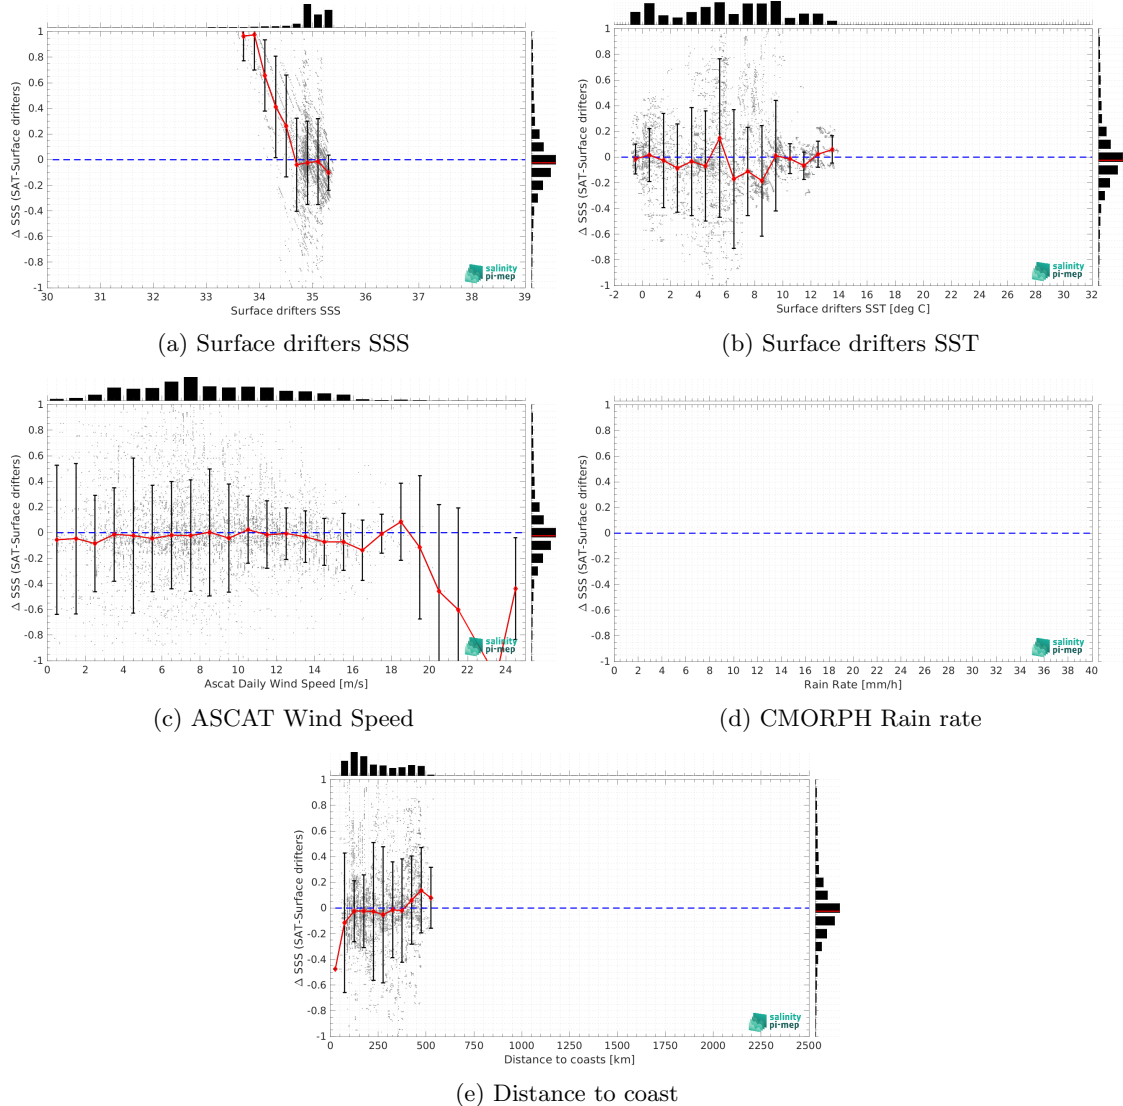 1
0.8
0.6
0.4
0.2
0
-0.2
-0.4
-0.6
-0.8
-1
Δ SSS (SAT-Surface drifters)
salinity
pi-mep
30 31 32 33 34 35 36 37 38 39
Surface drifters SSS
(a) Surface drifters SSS
1
0.8
0.6
0.4
0.2
0
-0.2
-0.4
-0.6
-0.8
-1
Δ SSS (SAT-Surface drifters)
salinity
pi-mep
-2 0 2 4 6 8 10 12 14 16 18 20 22 24 26 28 30 32
Surface drifters SST [deg C]
(b) Surface drifters SST
1
0.8
0.6
0.4
0.2
0
-0.2
-0.4
-0.6
-0.8
-1
Δ SSS (SAT-Surface drifters)
salinity
pi-mep
0 2 4 6 8 10 12 14 16 18 20 22 24
Ascat Daily Wind Speed [m/s]
(c) ASCAT Wind Speed
1
0.8
0.6
0.4
0.2
0
-0.2
-0.4
-0.6
-0.8
-1
Δ SSS (SAT-Surface drifters)
salinity
pi-mep
0 2 4 6 8 10 12 14 16 18 20 22 24 26 28 30 32 34 36 38 40
Rain Rate [mm/h]
(d) CMORPH Rain rate
1
0.8
0.6
0.4
0.2
0
-0.2
-0.4
-0.6
-0.8
-1
Δ SSS (SAT-Surface drifters)
salinity
pi-mep
0 250 500 750 1000 1250 1500 1750 2000 2250 2500
Distance to coasts [km]
(e) Distance to coast